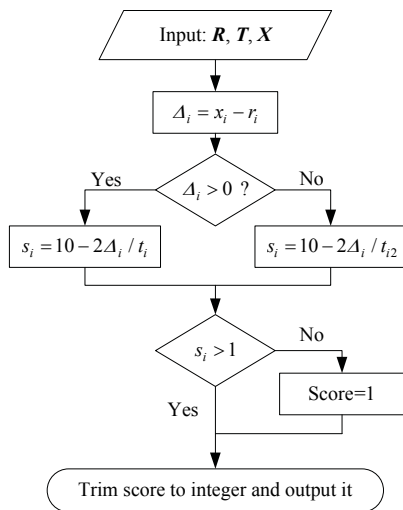 Input: R, T, X
Δᵢ = xᵢ − rᵢ
Δᵢ > 0 ?
Yes
No
sᵢ = 10 − 2Δᵢ / tᵢ
sᵢ = 10 − 2Δᵢ / tᵢ₂
sᵢ > 1
No
Yes
Score=1
Trim score to integer and output it